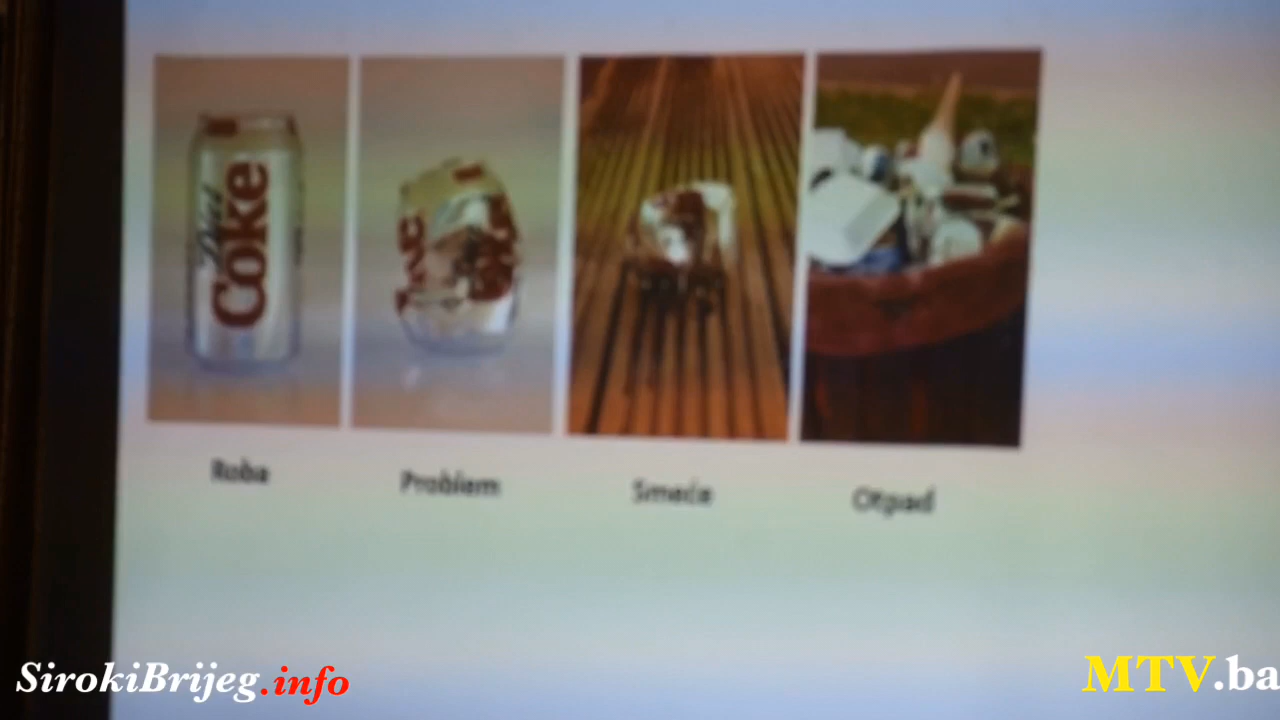 Diet
Coke
Roba
Problem
Smeće
Otpad
SirokiBrijeg.info
MTV.ba